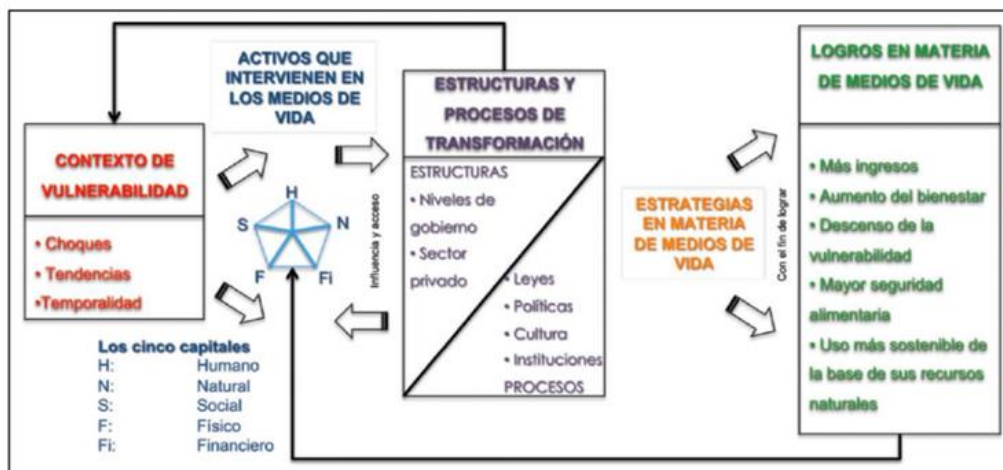 ACTIVOS QUE
INTERVIENEN EN
LOS MEDIOS DE
VIDA
CONTEXTO DE
VULNERABILIDAD
• Choques
• Tendencias
•Temporalidad
H
S
N
F
Fi
Los cinco capitales
H: Humano
N: Natural
S: Social
F: Físico
Fi: Financiero
Influencia y acceso
ESTRUCTURAS Y
PROCESOS DE
TRANSFORMACIÓN
ESTRUCTURAS
• Niveles de
gobierno
• Sector
privado
• Leyes
• Políticas
• Cultura
• Instituciones
PROCESOS
ESTRATEGIAS
EN MATERIA
DE MEDIOS DE
VIDA
Con el fin de lograr
LOGROS EN MATERIA
DE MEDIOS DE VIDA
• Más ingresos
• Aumento del bienestar
• Descenso de la
vulnerabilidad
• Mayor seguridad
alimentaria
• Uso más sostenible de
la base de sus recursos
naturales